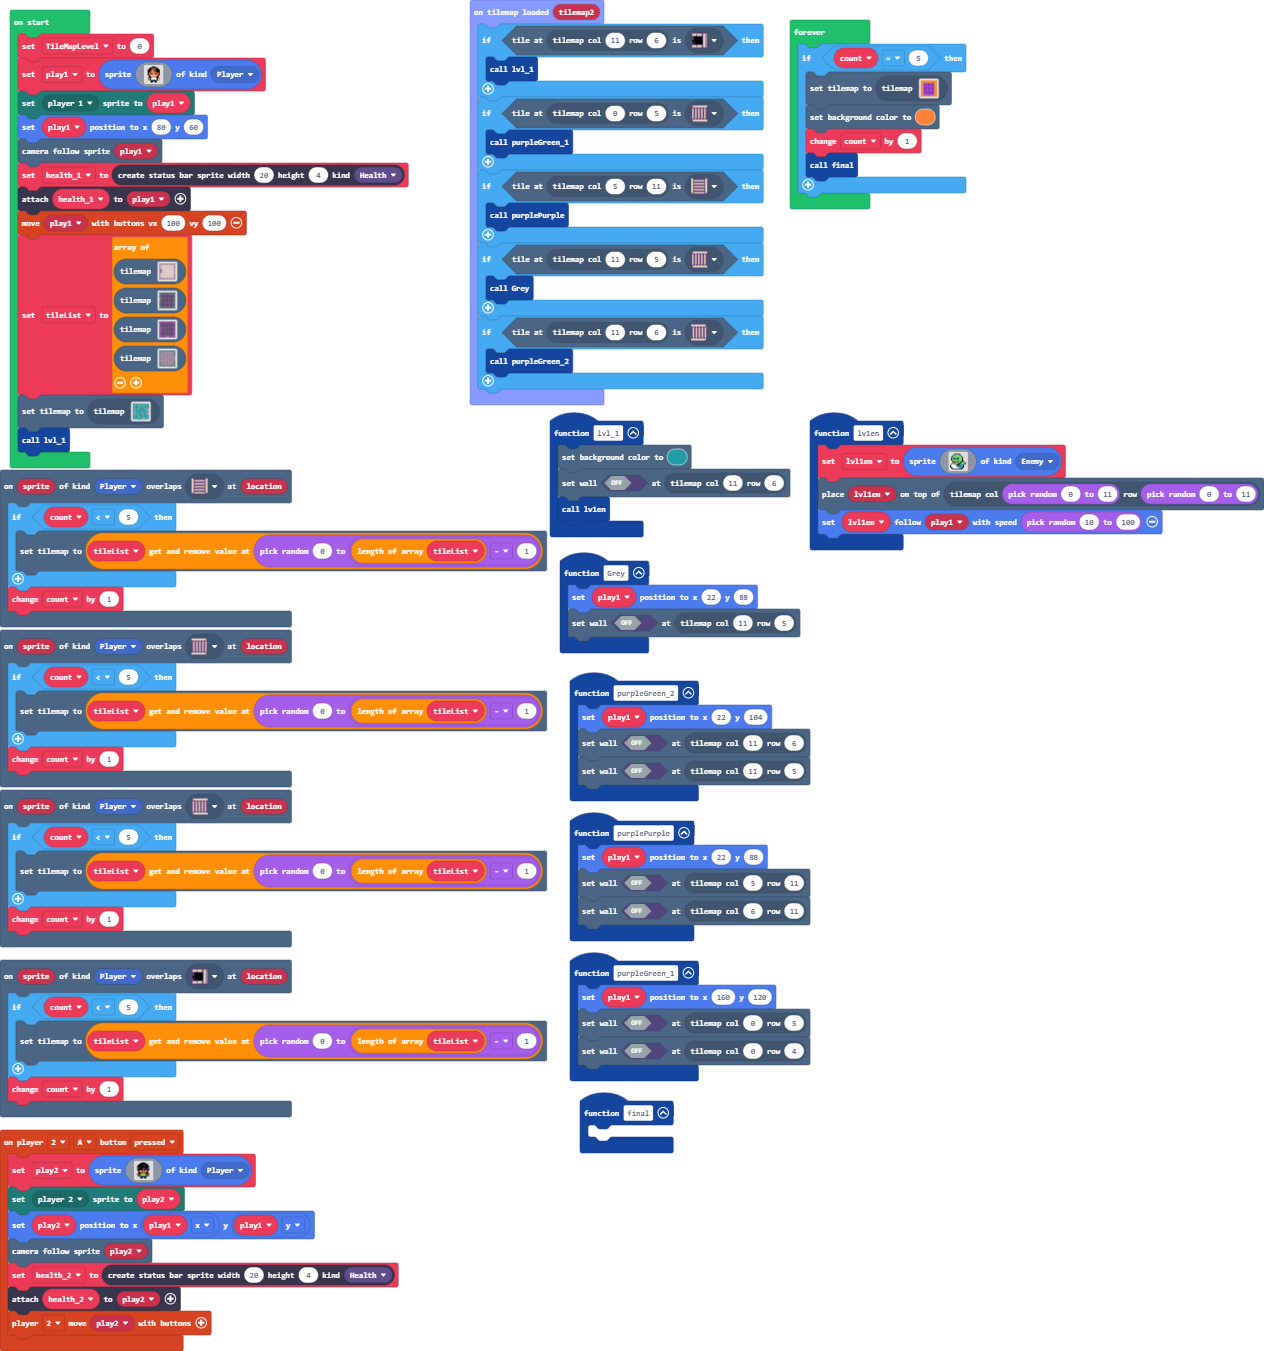 on start
set TileMapLevel to 0
set play1 to sprite of kind Player
set player 1 sprite to play1
set play1 position to x 80 y 60
camera follow sprite play1
set health_1 to create status bar sprite width 20 height 4 kind Health
attach health_1 to play1
move play1 with buttons vx 100 vy 100
set tileList to array of
tilemap
tilemap
tilemap
tilemap
set tilemap to tilemap
call lvl_1
on tilemap loaded tilemap2
if tile at tilemap col 11 row 6 is then
call lvl_1
if tile at tilemap col 0 row 5 is then
call purpleGreen_1
if tile at tilemap col 5 row 11 is then
call purplePurple
if tile at tilemap col 11 row 5 is then
call Grey
if tile at tilemap col 11 row 6 is then
call purpleGreen_2
forever
if count = 5 then
set tilemap to tilemap
set background color to
change count by 1
call final
function lvl_1
set background color to
set wall OFF at tilemap col 11 row 6
call lvlen
function lvlen
set lvl1en to sprite of kind Enemy
place lvl1en on top of tilemap col pick random 0 to 11 row pick random 0 to 11
set lvl1en follow play1 with speed pick random 10 to 100
on sprite of kind Player overlaps at location
if count < 5 then
set tilemap to tileList get and remove value at pick random 0 to length of array tileList - 1
change count by 1
function Grey
set play1 position to x 22 y 88
set wall OFF at tilemap col 11 row 5
on sprite of kind Player overlaps at location
if count < 5 then
set tilemap to tileList get and remove value at pick random 0 to length of array tileList - 1
change count by 1
function purpleGreen_2
set play1 position to x 22 y 104
set wall OFF at tilemap col 11 row 6
set wall OFF at tilemap col 11 row 5
on sprite of kind Player overlaps at location
if count < 5 then
set tilemap to tileList get and remove value at pick random 0 to length of array tileList - 1
change count by 1
function purplePurple
set play1 position to x 22 y 88
set wall OFF at tilemap col 5 row 11
set wall OFF at tilemap col 6 row 11
on sprite of kind Player overlaps at location
if count < 5 then
set tilemap to tileList get and remove value at pick random 0 to length of array tileList - 1
change count by 1
function purpleGreen_1
set play1 position to x 160 y 120
set wall OFF at tilemap col 0 row 5
set wall OFF at tilemap col 0 row 4
function final
on player 2 A button pressed
set play2 to sprite of kind Player
set player 2 sprite to play2
set play2 position to x play1 x y play1 y
camera follow sprite play2
set health_2 to create status bar sprite width 20 height 4 kind Health
attach health_2 to play2
player 2 move play2 with buttons